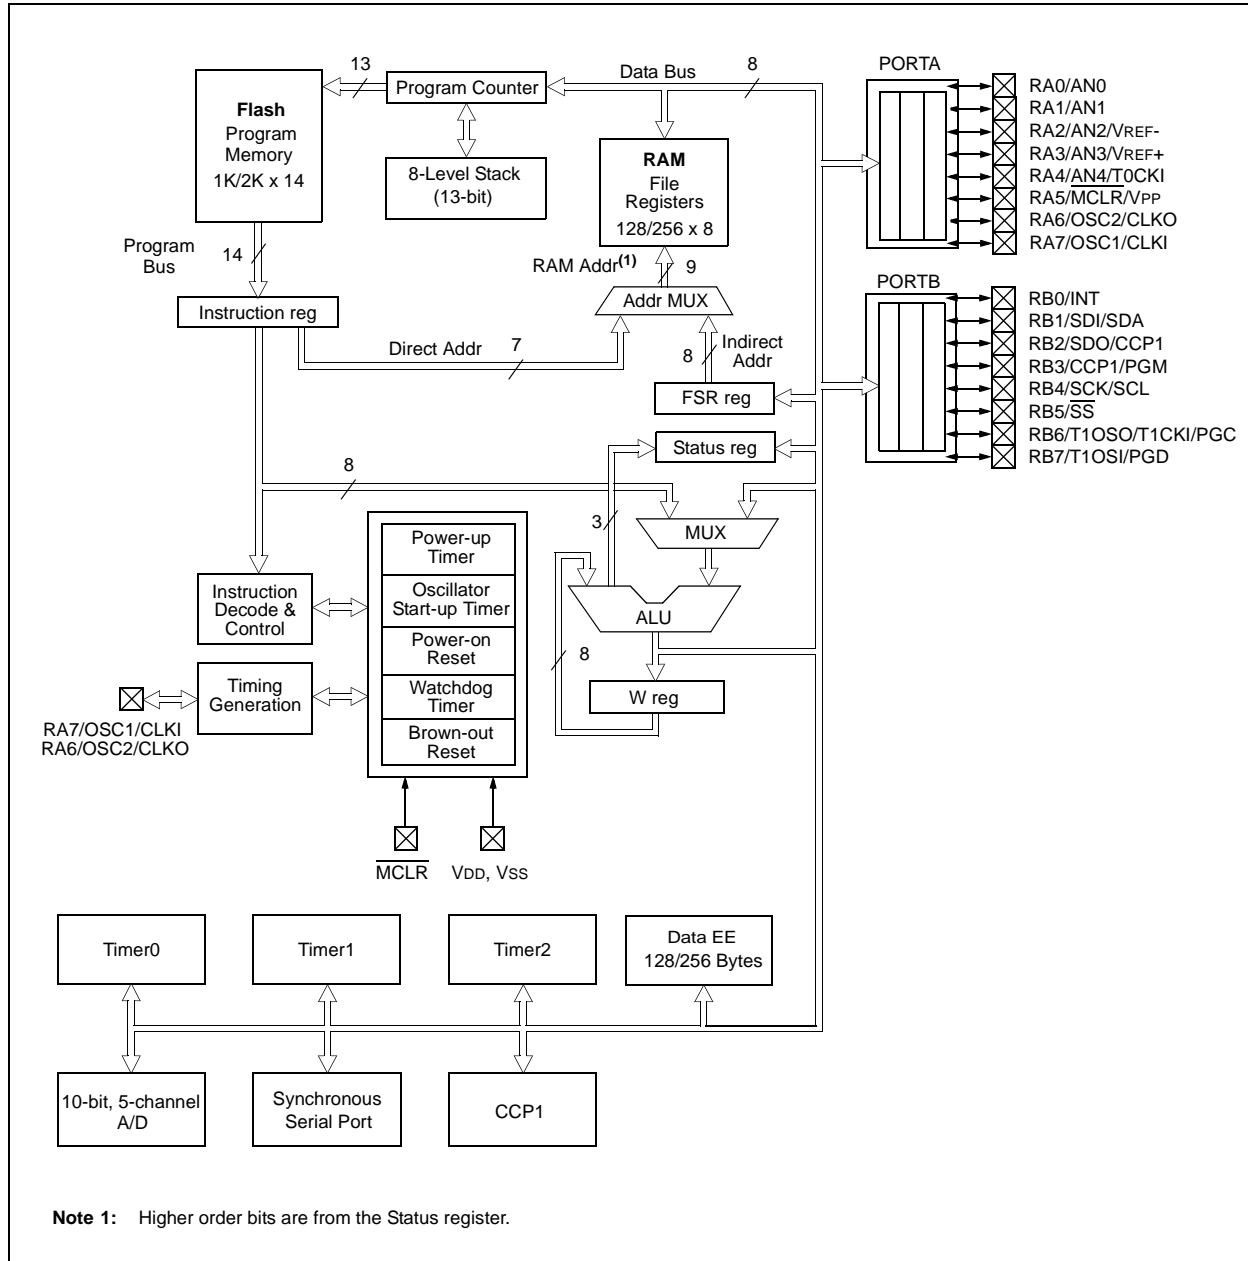 13
Program Counter
Data Bus
8
PORTA
Flash
Program
Memory
1K/2K x 14
8-Level Stack
(13-bit)
RAM
File
Registers
128/256 x 8
RA0/AN0
RA1/AN1
RA2/AN2/VREF-
RA3/AN3/VREF+
RA4/AN4/T0CKI
RA5/MCLR/VPP
RA6/OSC2/CLKO
RA7/OSC1/CLKI
Program
Bus
14
RAM Addr(1)
9
PORTB
Instruction reg
Addr MUX
RB0/INT
RB1/SDI/SDA
RB2/SDO/CCP1
RB3/CCP1/PGM
RB4/SCK/SCL
RB5/SS
RB6/T1OSO/T1CKI/PGC
RB7/T1OSI/PGD
Direct Addr
7
8
Indirect
Addr
FSR reg
Status reg
8
3
MUX
Power-up
Timer
Instruction
Decode &
Control
Oscillator
Start-up Timer
ALU
Power-on
Reset
8
Timing
Generation
Watchdog
Timer
W reg
RA7/OSC1/CLKI
RA6/OSC2/CLKO
Brown-out
Reset
MCLR
VDD, VSS
Timer0
Timer1
Timer2
Data EE
128/256 Bytes
10-bit, 5-channel
A/D
Synchronous
Serial Port
CCP1
Note 1: Higher order bits are from the Status register.